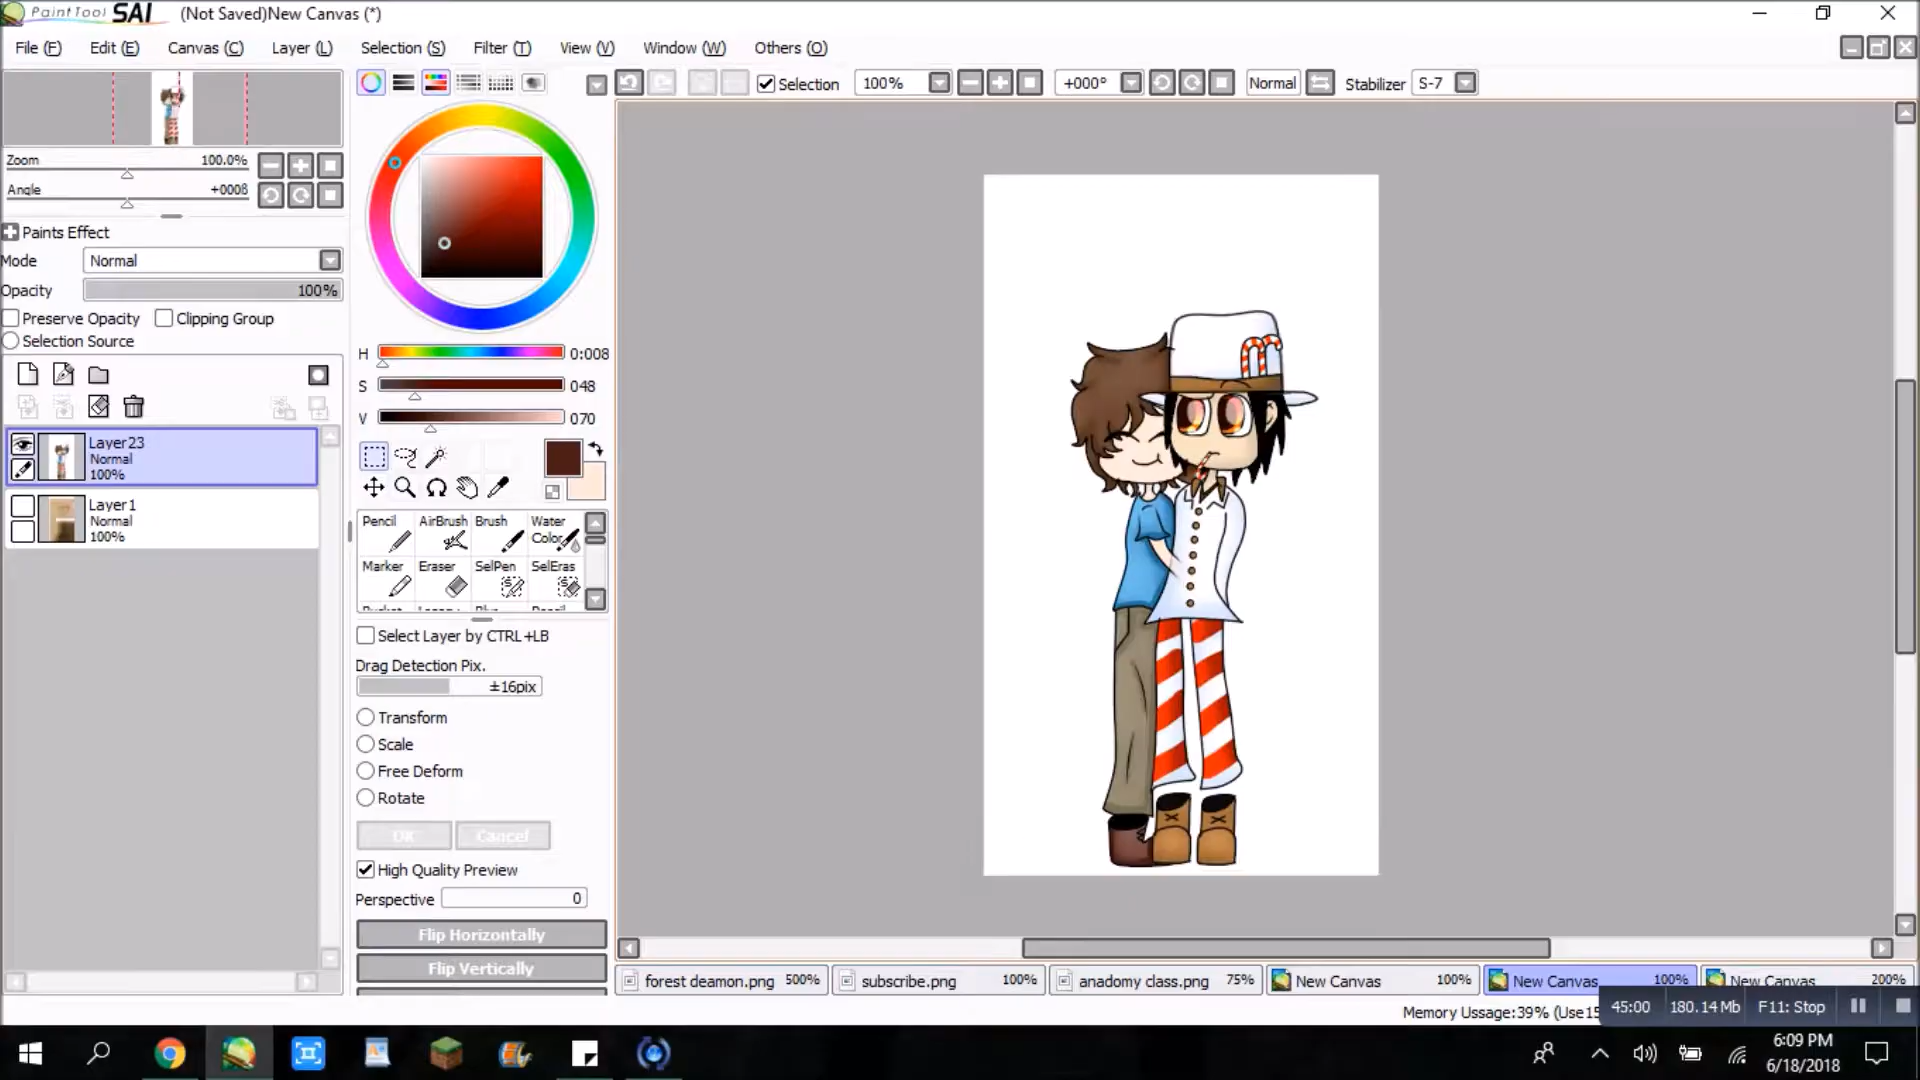 PaintTool SAI (Not Saved)New Canvas (*)
File (F) Edit (E) Canvas (C) Layer (L) Selection (S) Filter (T) View (V) Window (W) Others (O)
Selection 100% +000° Normal Stabilizer S-7
Zoom 100.0%
Angle +0008
Paints Effect
Mode Normal
Opacity 100%
Preserve Opacity Clipping Group
Selection Source
H 0:008
S 048
V 070
Layer23
Normal
100%
Layer1
Normal
100%
Pencil AirBrush Brush Water Color
Marker Eraser SelPen SelEras
Select Layer by CTRL+LB
Drag Detection Pix.
±16pix
Transform
Scale
Free Deform
Rotate
OK Cancel
High Quality Preview
Perspective 0
Flip Horizontally
Flip Vertically
forest deamon.png 500% subscribe.png 100% anadomy class.png 75% New Canvas 100% New Canvas 100% New Canvas 200%
Memory Ussage:39% (Use15
45:00 180.14Mb F11: Stop
6:09 PM
6/18/2018